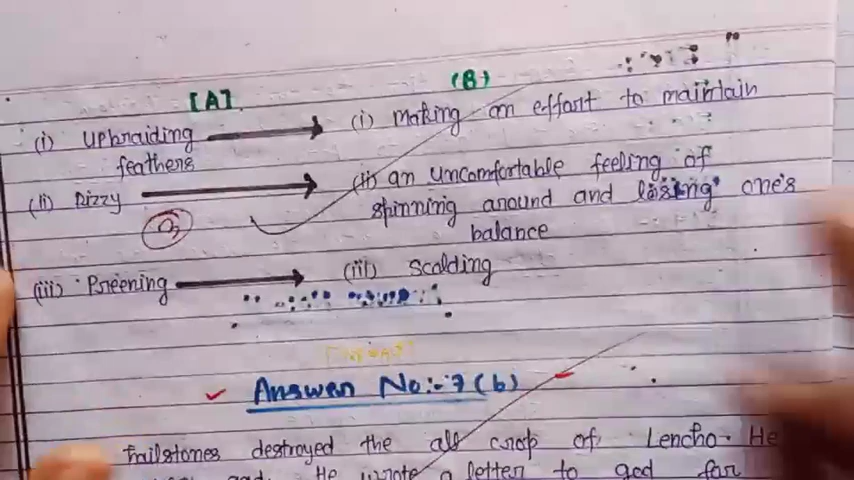 [A]
(B)
(i) Upbraiding
(i) Making an effort to maintain
feathers
(ii) Dizzy
(ii) an uncomfortable feeling of
spinning around and losing one's
balance
03
(iii) Preening
(iii) Scolding
Answer No:-7(b)
Hailstones destroyed the all crop of Lencho. He
god. He wrote a letter to god for